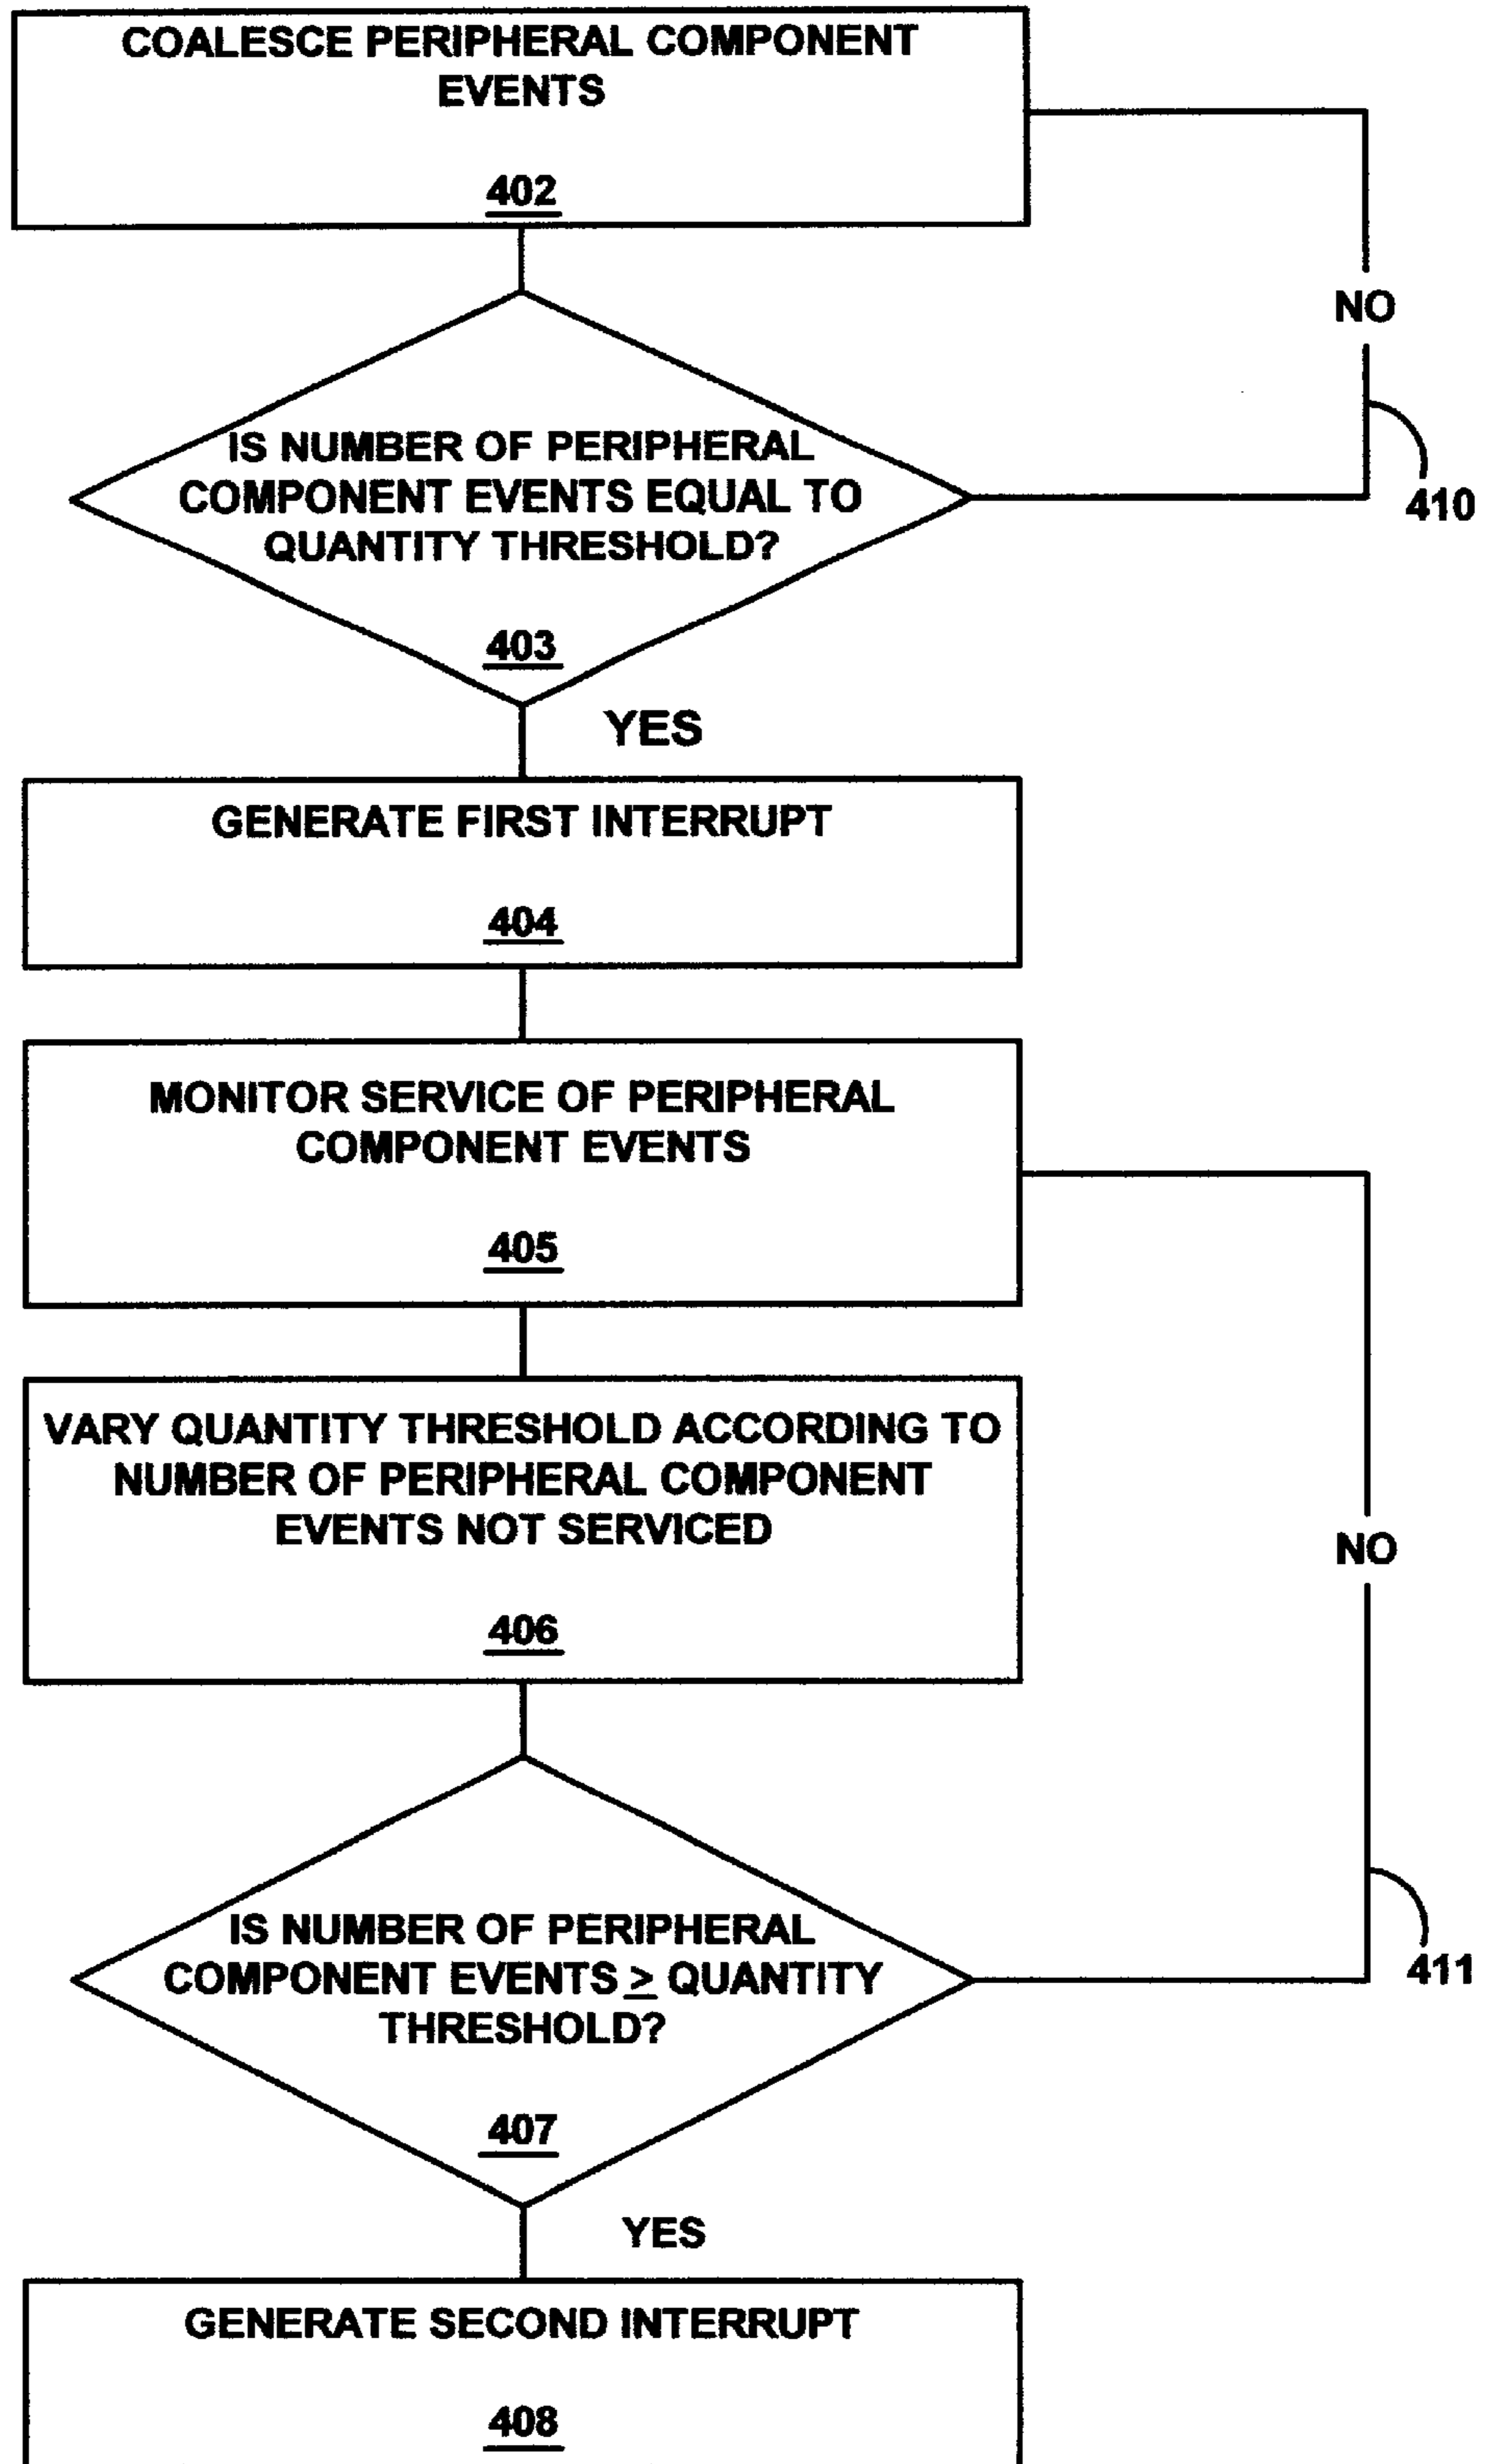 COALESCE PERIPHERAL COMPONENT
EVENTS
402
NO
IS NUMBER OF PERIPHERAL
COMPONENT EVENTS EQUAL TO
QUANTITY THRESHOLD?
410
403
YES
GENERATE FIRST INTERRUPT
404
MONITOR SERVICE OF PERIPHERAL
COMPONENT EVENTS
405
VARY QUANTITY THRESHOLD ACCORDING TO
NUMBER OF PERIPHERAL COMPONENT
EVENTS NOT SERVICED
NO
406
IS NUMBER OF PERIPHERAL
COMPONENT EVENTS ≥ QUANTITY
THRESHOLD?
411
407
YES
GENERATE SECOND INTERRUPT
408